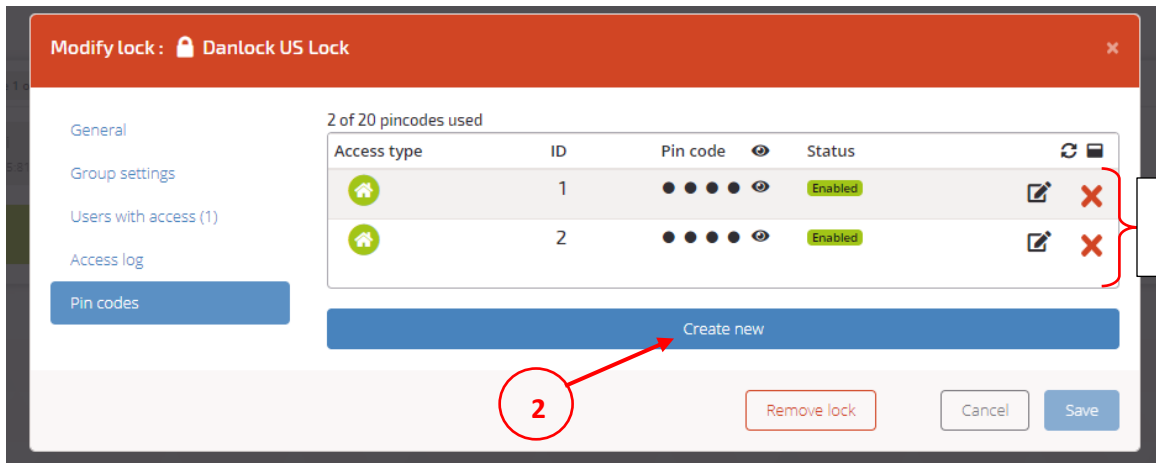 Modify lock : Danlock US Lock ×
General
Group settings
Users with access (1)
Access log
Pin codes
2 of 20 pincodes used
Access type ID Pin code Status
1 ● ● ● ● Enabled
2 ● ● ● ● Enabled
Create new
2
Remove lock Cancel Save